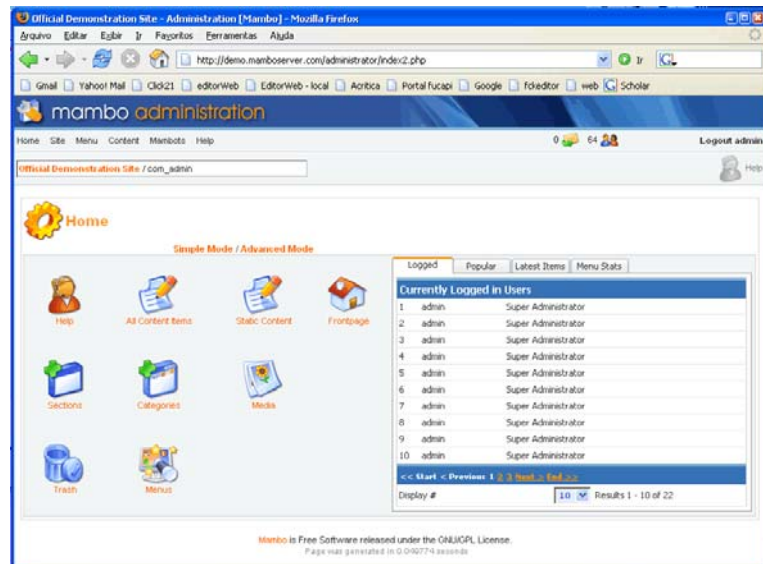 Official Demonstration Site - Administration [Mambo] - Mozilla Firefox
Arquivo Editar Exibir Ir Favoritos Ferramentas Ajuda
http://demo.mamboserver.com/administrator/index2.php Ir
Gmail Yahoo! Mail Click21 editorWeb EditorWeb - local Acritica Portal fucapi Google fckeditor web Scholar
mambo administration
Home Site Menu Content Mambots Help 0 64 Logout admin
Official Demonstration Site / com_admin Help
Home
Simple Mode / Advanced Mode
Help All Content Items Static Content Frontpage
Sections Categories Media
Trash Menus
Logged Popular Latest Items Menu Stats
Currently Logged in Users
1 admin Super Administrator
2 admin Super Administrator
3 admin Super Administrator
4 admin Super Administrator
5 admin Super Administrator
6 admin Super Administrator
7 admin Super Administrator
8 admin Super Administrator
9 admin Super Administrator
10 admin Super Administrator
<< Start < Previous 1 2 3 Next > End >>
Display # 10 Results 1 - 10 of 22
Mambo is Free Software released under the GNU/GPL License.
Page was generated in 0.049774 seconds